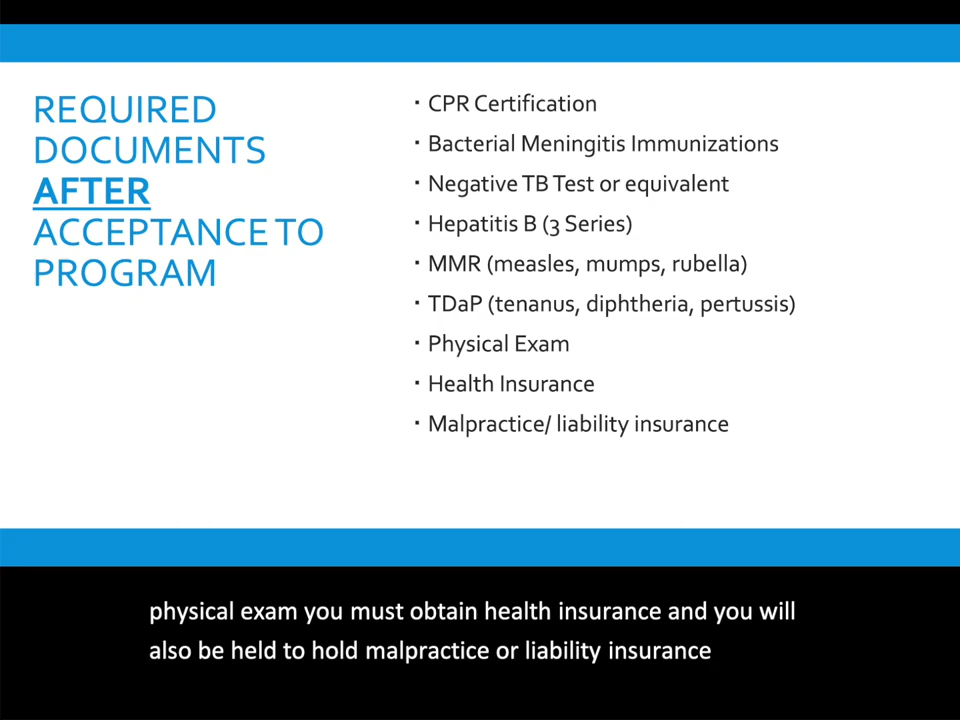 REQUIRED
DOCUMENTS
AFTER
ACCEPTANCE TO
PROGRAM
▪ CPR Certification
▪ Bacterial Meningitis Immunizations
▪ Negative TB Test or equivalent
▪ Hepatitis B (3 Series)
▪ MMR (measles, mumps, rubella)
▪ TDaP (tenanus, diphtheria, pertussis)
▪ Physical Exam
▪ Health Insurance
▪ Malpractice/ liability insurance
physical exam you must obtain health insurance and you will
also be held to hold malpractice or liability insurance